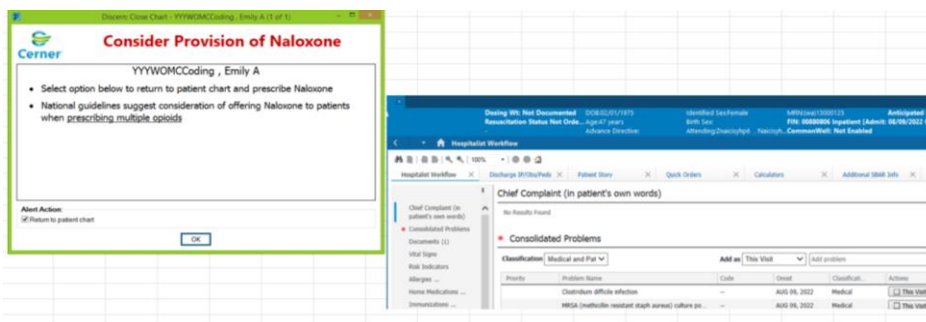 Discern: Close Chart - YYYWOMCCoding , Emily A (1 of 1)
Cerner
Consider Provision of Naloxone
YYYWOMCCoding , Emily A
• Select option below to return to patient chart and prescribe Naloxone
• National guidelines suggest consideration of offering Naloxone to patients
when prescribing multiple opioids
Alert Action:
Return to patient chart
OK
Dosing Wt: Not Documented DOB:02/01/1975 Identified Sex:Female Anticipated
Resuscitation Status Not Orde... Age:47 years Birth Sex: FIN: 00880806 Inpatient [Admit: 08/09/2022
Advance Directive: CommonWell: Not Enabled
Hospitalist Workflow
100%
Hospitalist Workflow Discharge IP/Obs/Peds Patient Story Quick Orders Calculators Additional SBAR Info
Chief Complaint (in
patient's own words)
Consolidated Problems
Documents (1)
Vital Signs
Risk Indicators
Allergies ...
Home Medications ...
Immunizations ...
Chief Complaint (in patient's own words)
No Results Found
Consolidated Problems
Classification: Medical and Pat Add as: This Visit Add problem
Priority Problem Name Code Onset Classificati... Actions
Clostridium difficile infection -- AUG 09, 2022 Medical This Visit
MRSA (methicillin resistant staph aureus) culture po... -- AUG 09, 2022 Medical This Visit